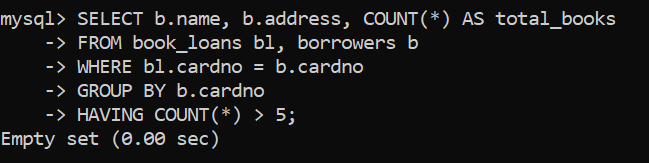 mysql> SELECT b.name, b.address, COUNT(*) AS total_books
    -> FROM book_loans bl, borrowers b
    -> WHERE bl.cardno = b.cardno
    -> GROUP BY b.cardno
    -> HAVING COUNT(*) > 5;
Empty set (0.00 sec)